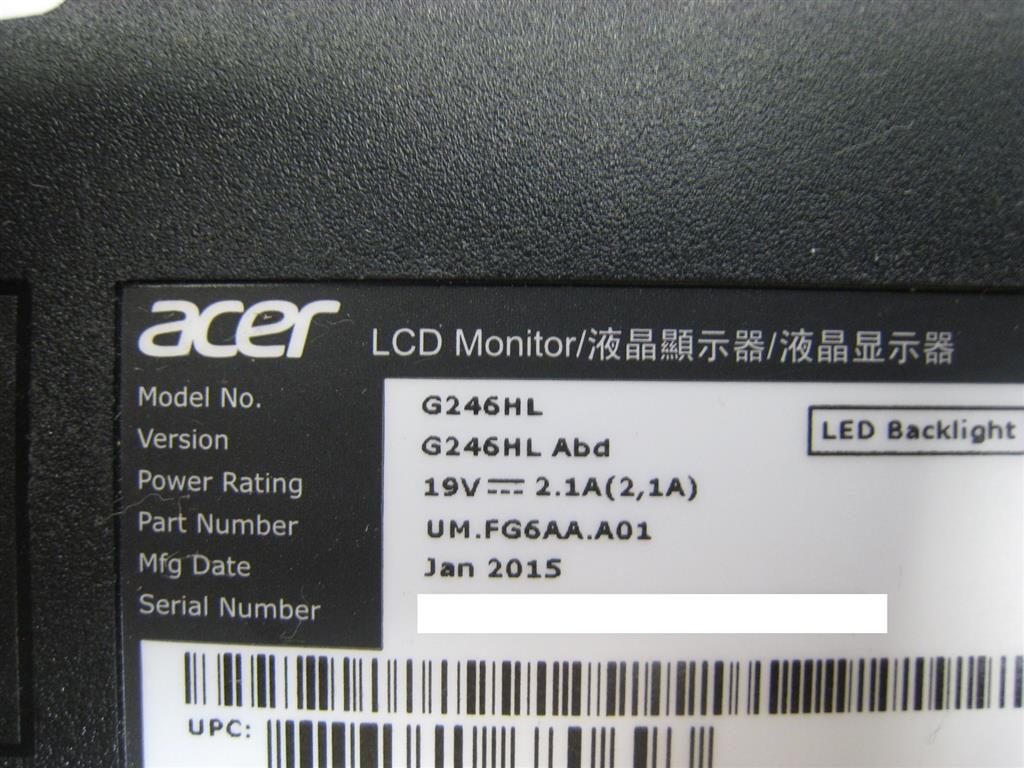 acer LCD Monitor/液晶顯示器/液晶显示器
Model No. G246HL
LED Backlight
Version G246HL Abd
Power Rating 19V⎓2.1A(2,1A)
Part Number UM.FG6AA.A01
Mfg Date Jan 2015
Serial Number
UPC: